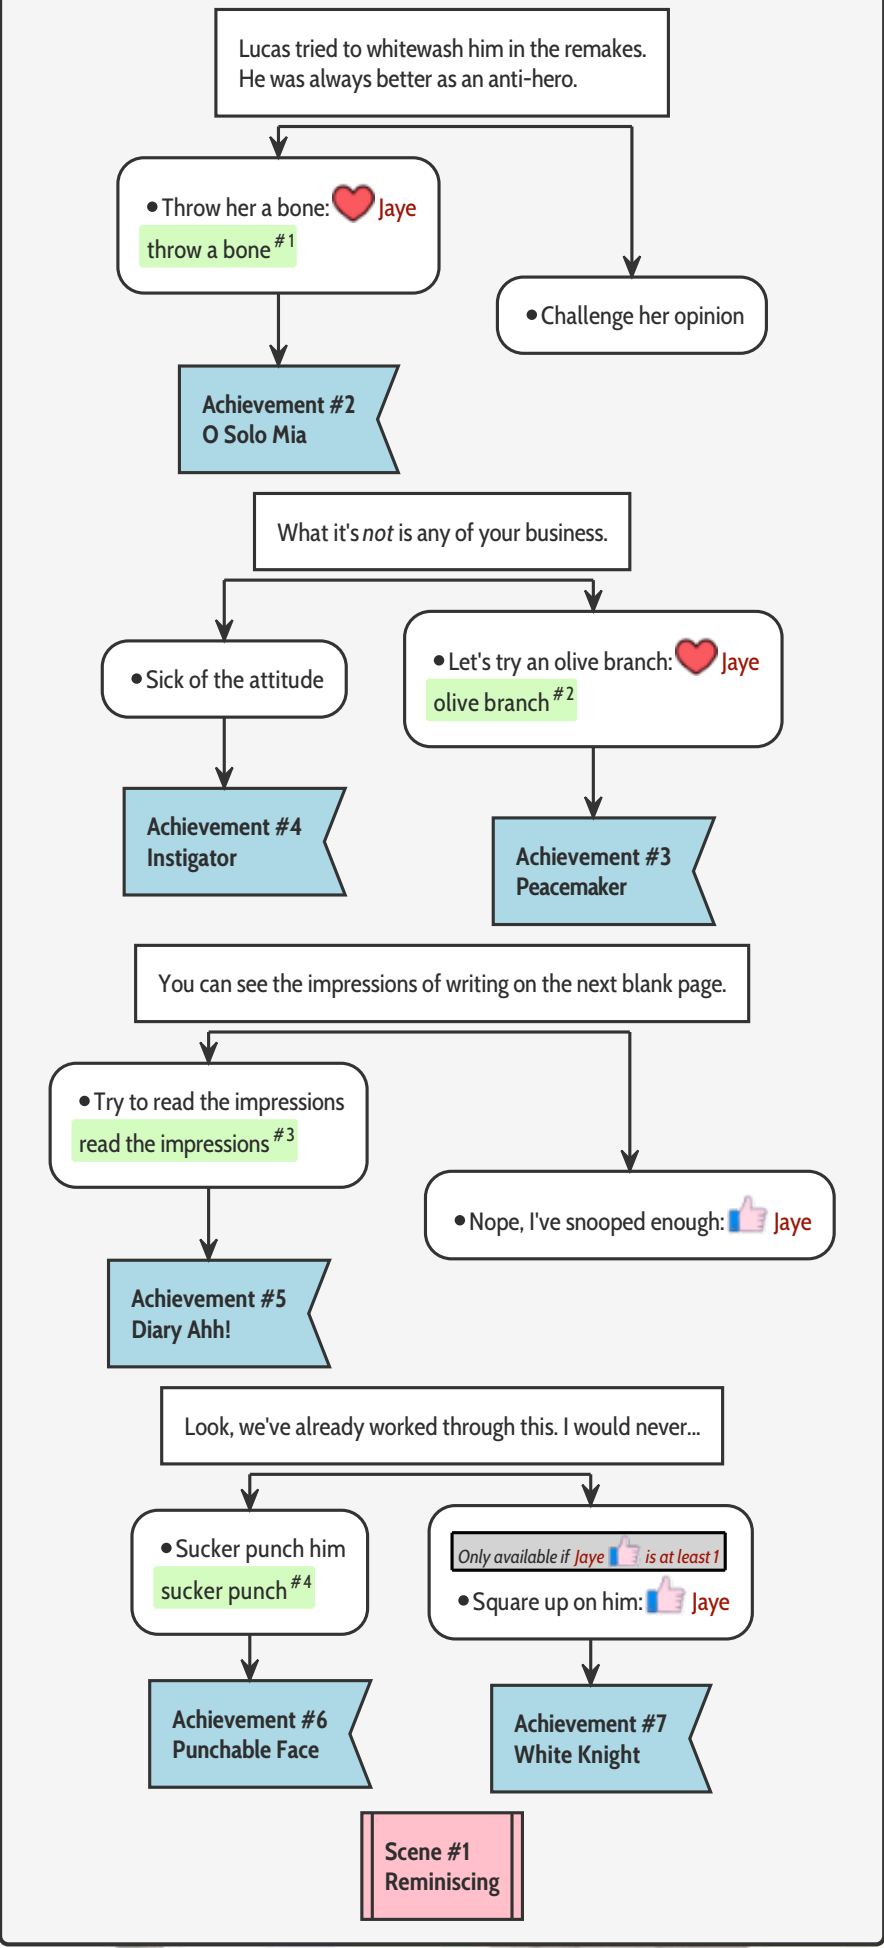 Lucas tried to whitewash him in the remakes.
He was always better as an anti-hero.
•Throw her a bone: Jaye
throw a bone #1
•Challenge her opinion
Achievement #2
O Solo Mia
What it's not is any of your business.
•Sick of the attitude
•Let's try an olive branch: Jaye
olive branch #2
Achievement #4
Instigator
Achievement #3
Peacemaker
You can see the impressions of writing on the next blank page.
•Try to read the impressions
read the impressions #3
•Nope, I've snooped enough: Jaye
Achievement #5
Diary Ahh!
Look, we've already worked through this. I would never...
•Sucker punch him
sucker punch #4
Only available if Jaye is at least 1
•Square up on him: Jaye
Achievement #6
Punchable Face
Achievement #7
White Knight
Scene #1
Reminiscing